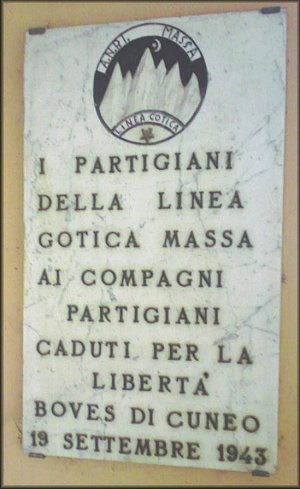 A.N.P.I. MASSA
LINEA GOTICA
I PARTIGIANI
DELLA LINEA
GOTICA MASSA
AI COMPAGNI
PARTIGIANI
CADUTI PER LA
LIBERTÀ
BOVES DI CUNEO
19 SETTEMBRE 1943